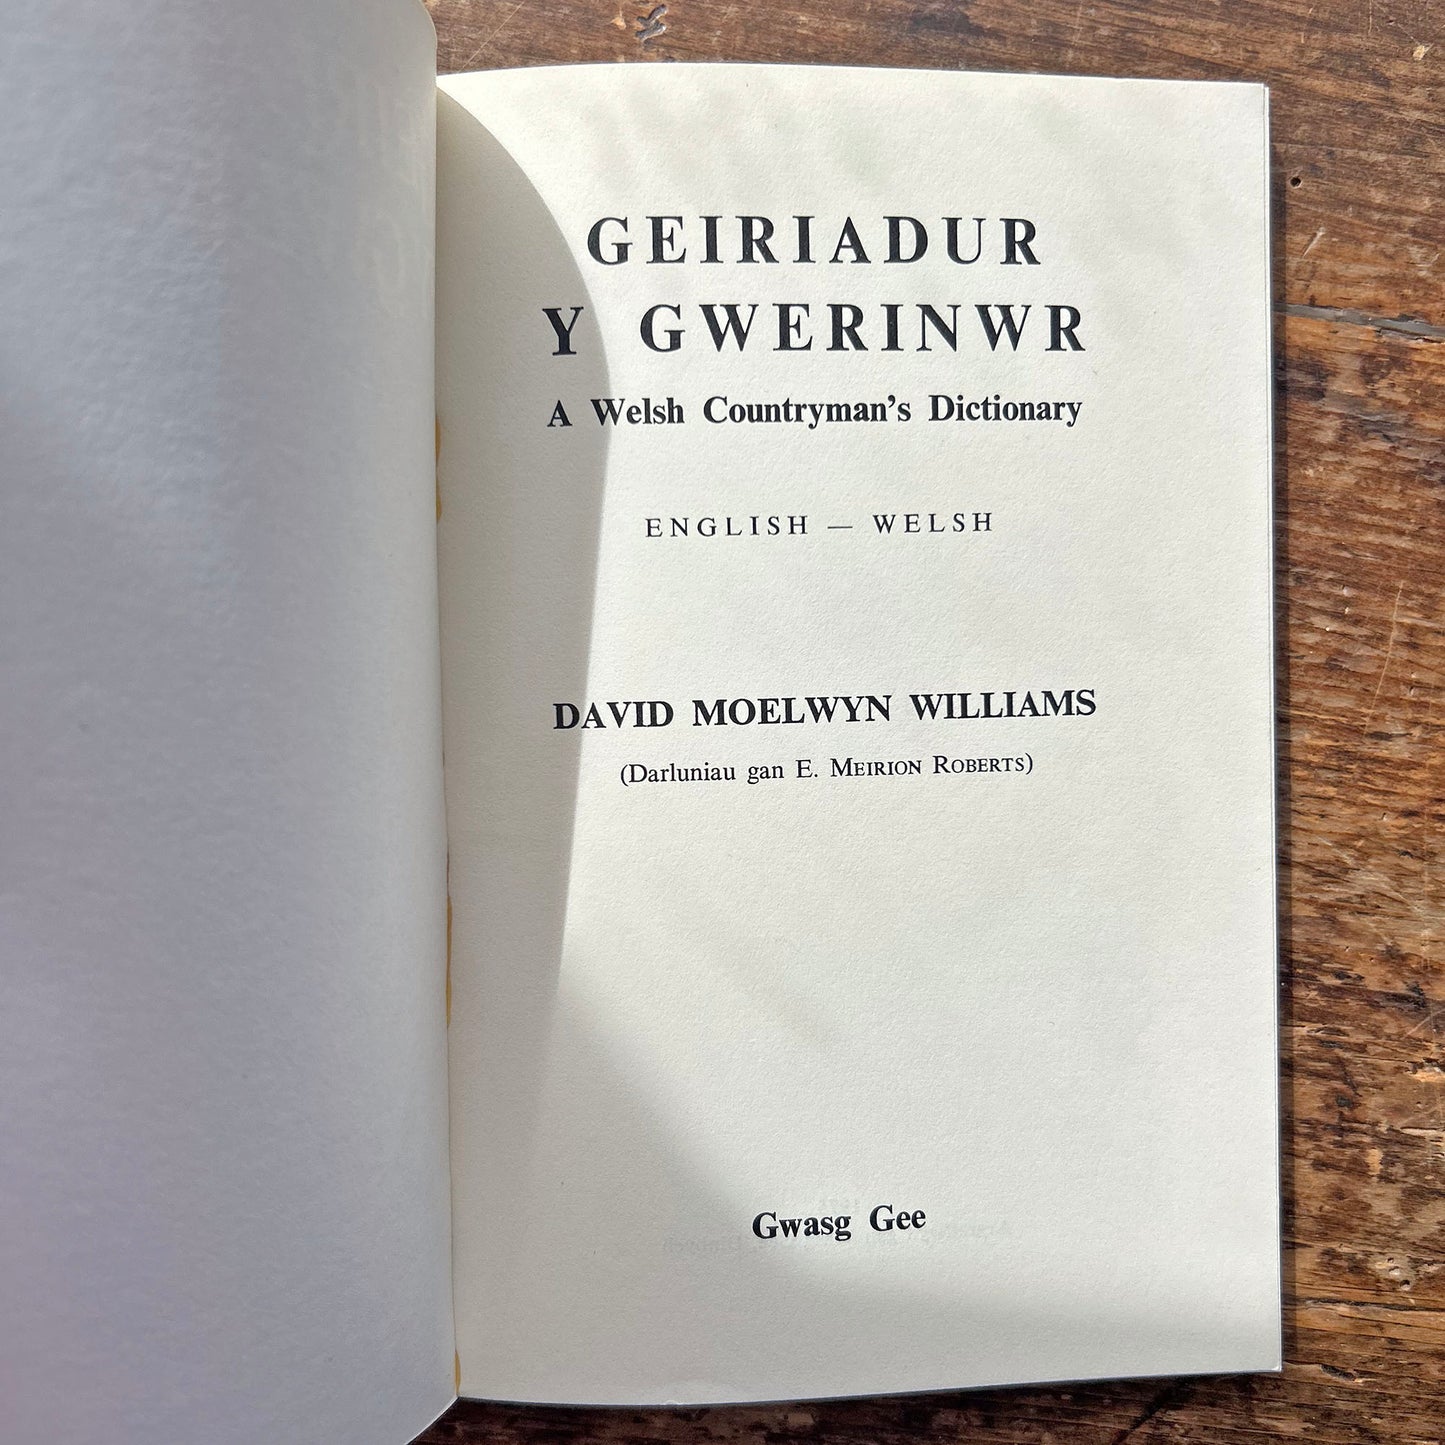 GEIRIADUR
Y GWERINWR
A Welsh Countryman's Dictionary
ENGLISH — WELSH
DAVID MOELWYN WILLIAMS
(Darluniau gan E. MEIRION ROBERTS)
Gwasg Gee